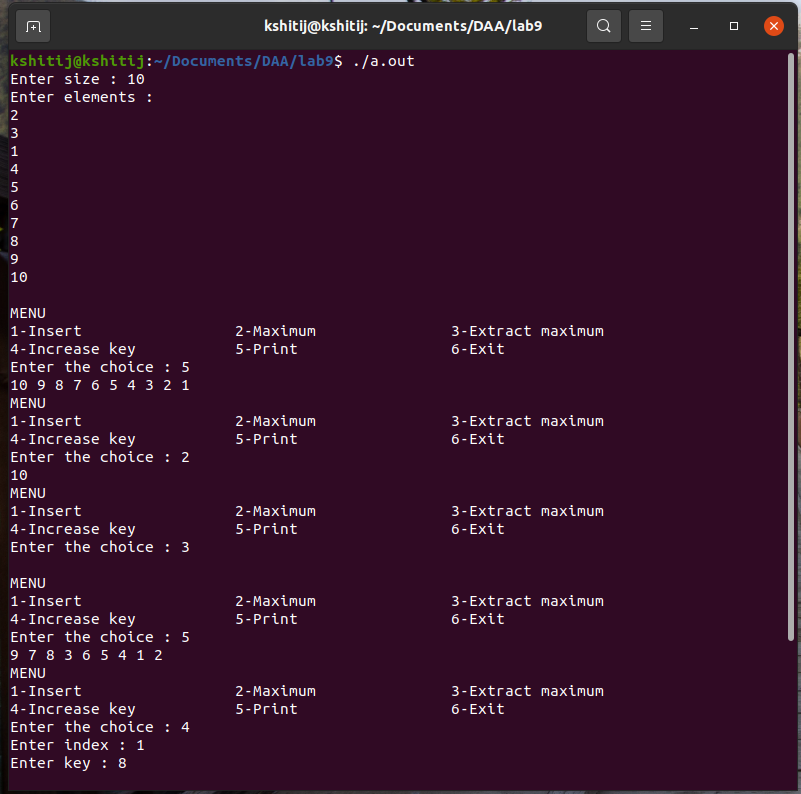 kshitij@kshitij: ~/Documents/DAA/lab9
kshitij@kshitij:~/Documents/DAA/lab9$ ./a.out
Enter size : 10
Enter elements :
2
3
1
4
5
6
7
8
9
10
MENU
1-Insert 2-Maximum 3-Extract maximum
4-Increase key 5-Print 6-Exit
Enter the choice : 5
10 9 8 7 6 5 4 3 2 1
MENU
1-Insert 2-Maximum 3-Extract maximum
4-Increase key 5-Print 6-Exit
Enter the choice : 2
10
MENU
1-Insert 2-Maximum 3-Extract maximum
4-Increase key 5-Print 6-Exit
Enter the choice : 3
MENU
1-Insert 2-Maximum 3-Extract maximum
4-Increase key 5-Print 6-Exit
Enter the choice : 5
9 7 8 3 6 5 4 1 2
MENU
1-Insert 2-Maximum 3-Extract maximum
4-Increase key 5-Print 6-Exit
Enter the choice : 4
Enter index : 1
Enter key : 8